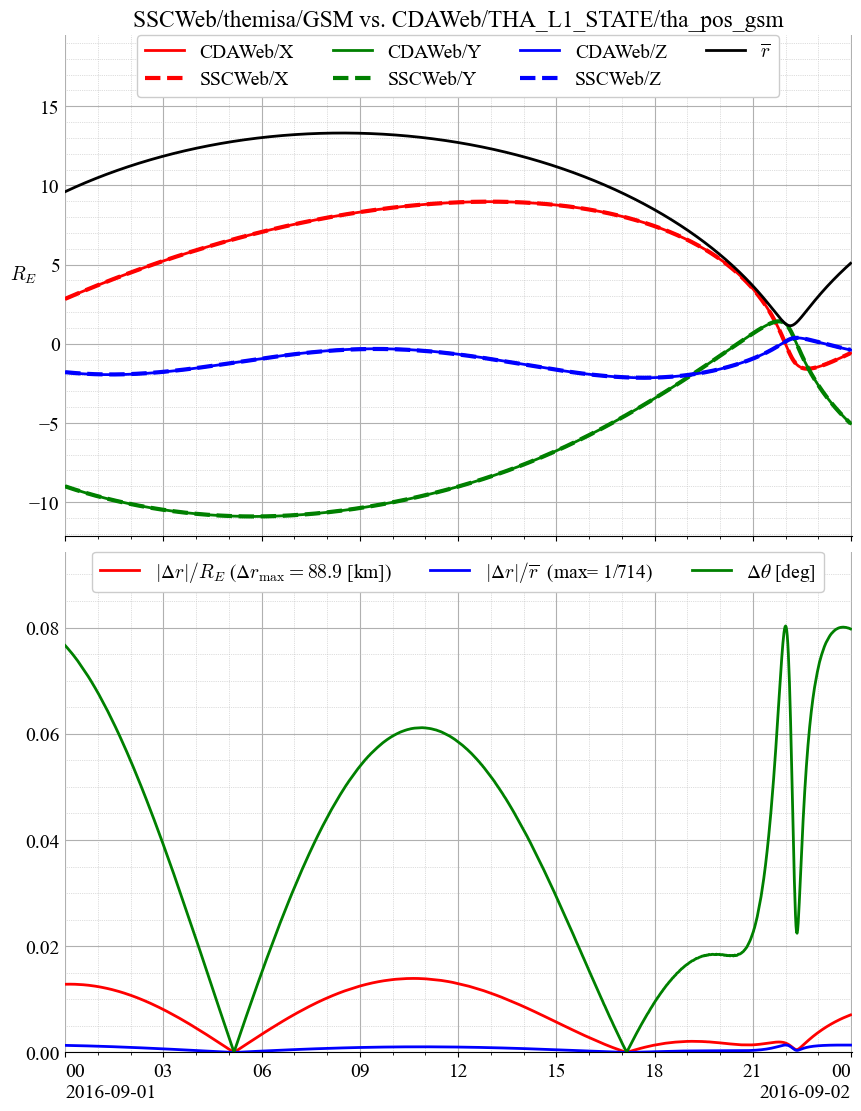 SSCWeb/themisa/GSM vs. CDAWeb/THA_L1_STATE/tha_pos_gsm
CDAWeb/X CDAWeb/Y CDAWeb/Z r̅
SSCWeb/X SSCWeb/Y SSCWeb/Z
15
10
5
R_E
0
−5
−10
|Δr|/R_E (Δr_max = 88.9 [km]) |Δr|/r̅ (max= 1/714) Δθ [deg]
0.08
0.06
0.04
0.02
0.00
00 03 06 09 12 15 18 21 00
2016-09-01 2016-09-02